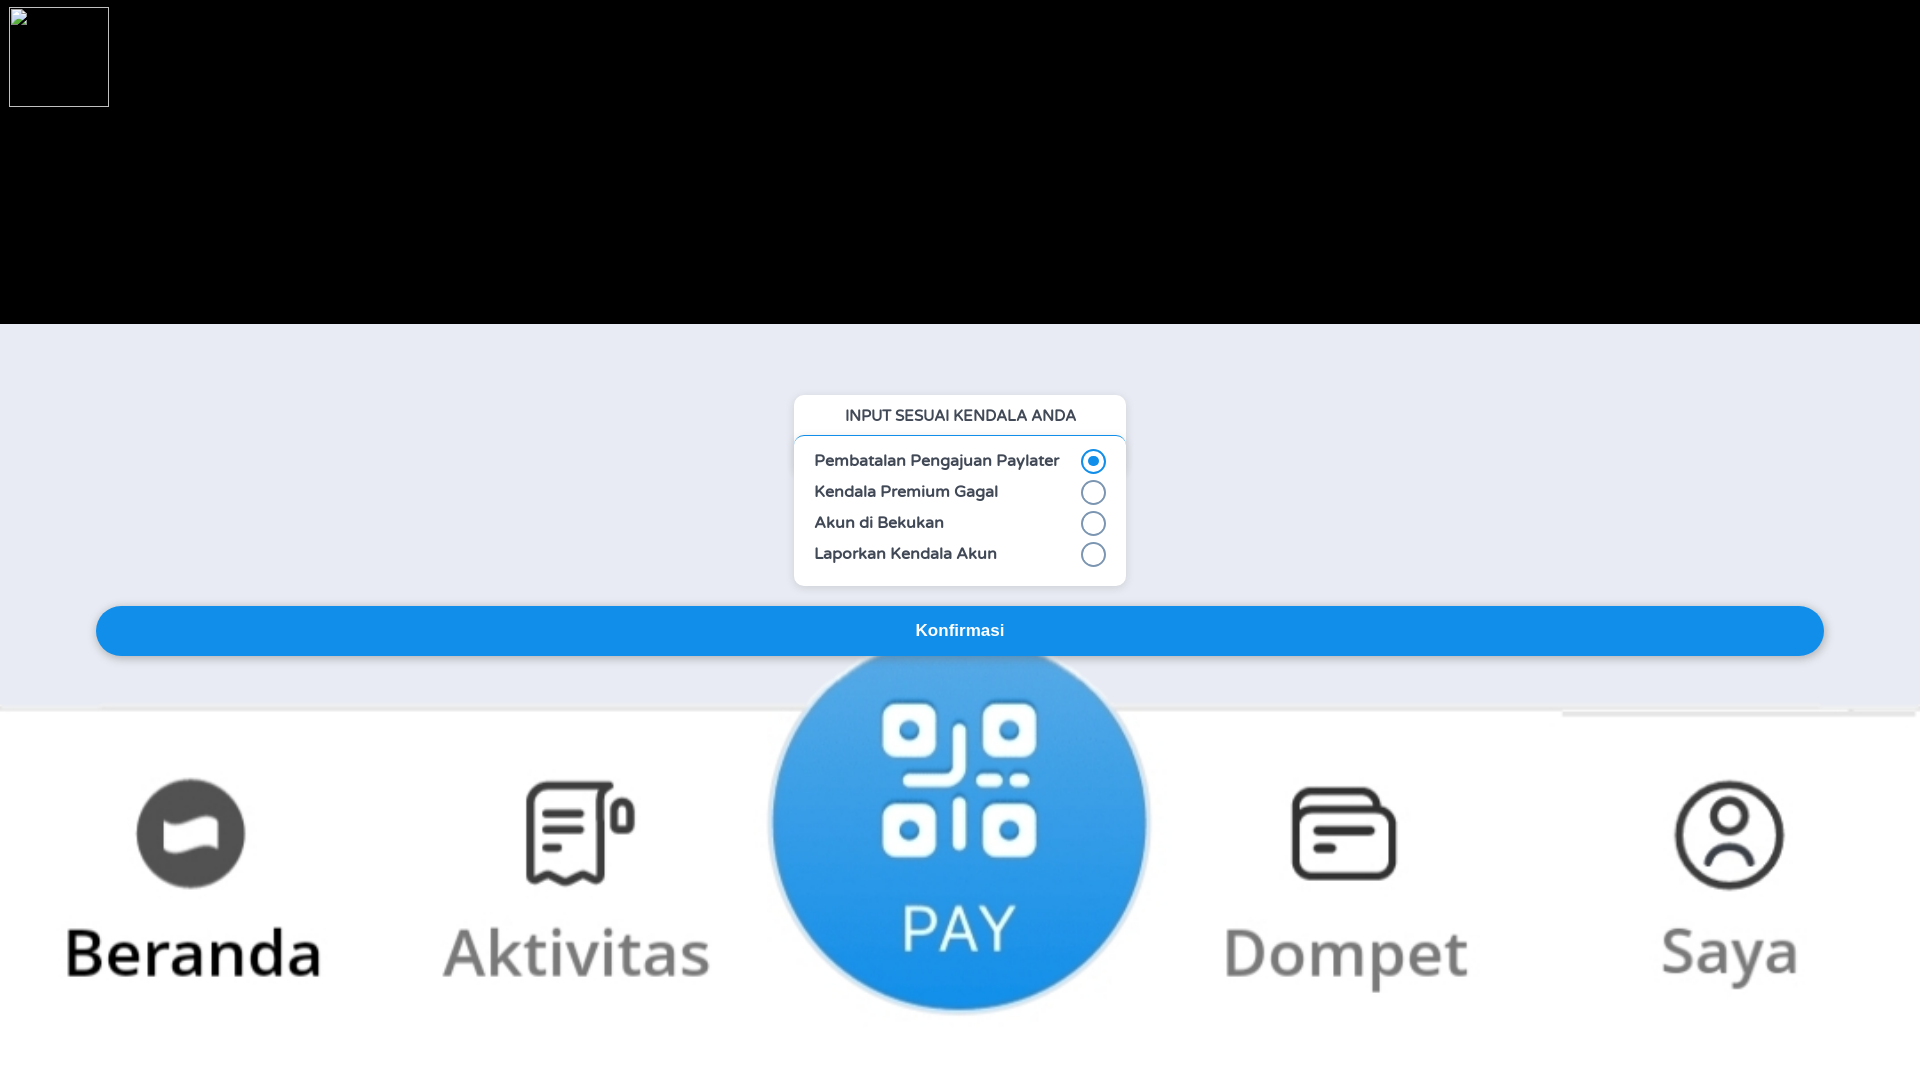 INPUT SESUAI KENDALA ANDA
Pembatalan Pengajuan Paylater
Kendala Premium Gagal
Akun di Bekukan
Laporkan Kendala Akun
Konfirmasi
PAY
Beranda
Aktivitas
Dompet
Saya